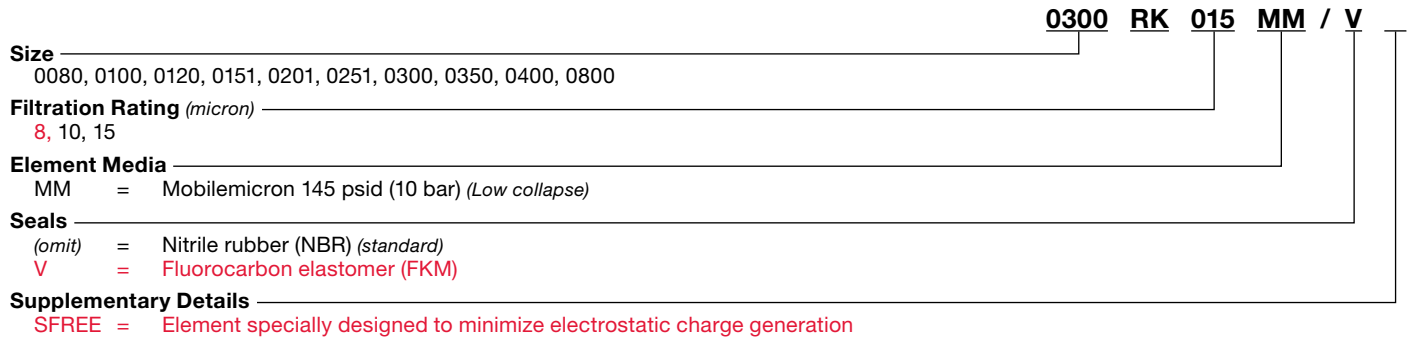 0300 RK 015 MM / V
Size
0080, 0100, 0120, 0151, 0201, 0251, 0300, 0350, 0400, 0800
Filtration Rating (micron)
8, 10, 15
Element Media
MM = Mobilemicron 145 psid (10 bar) (Low collapse)
Seals
(omit) = Nitrile rubber (NBR) (standard)
V = Fluorocarbon elastomer (FKM)
Supplementary Details
SFREE = Element specially designed to minimize electrostatic charge generation